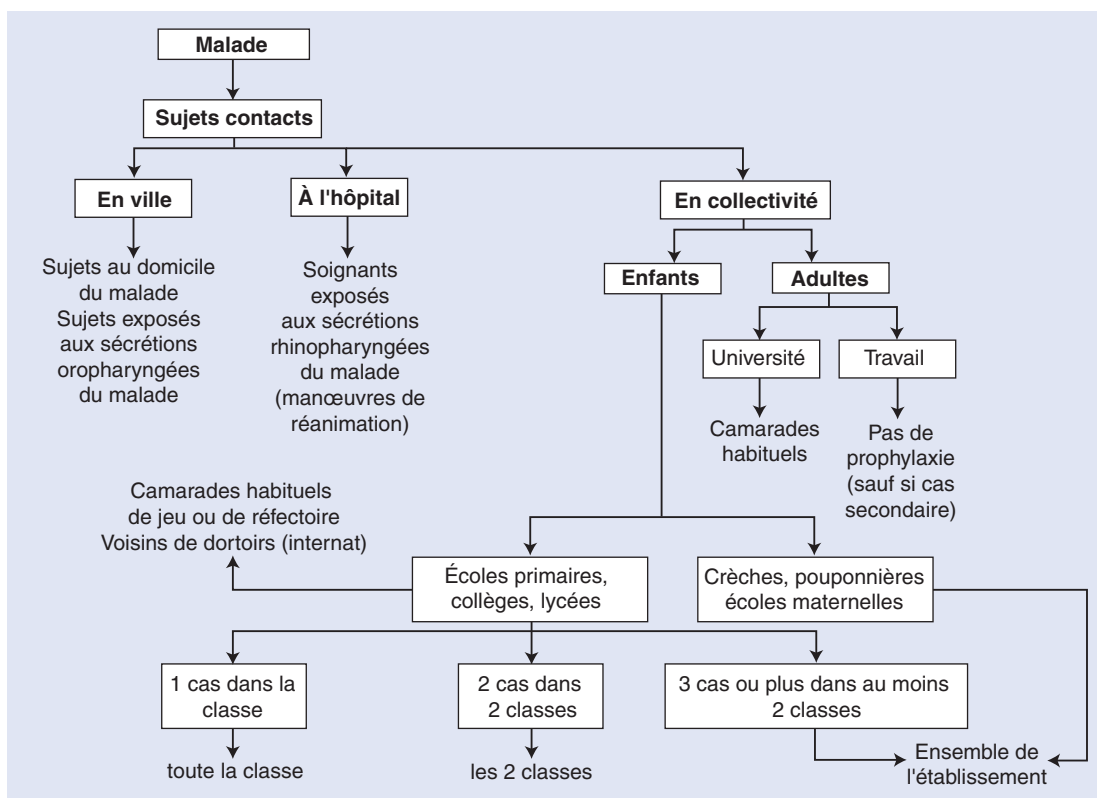 Malade
Sujets contacts
En ville
À l'hôpital
En collectivité
Sujets au domicile
du malade
Sujets exposés
aux sécrétions
oropharyngées
du malade
Soignants
exposés
aux sécrétions
rhinopharyngées
du malade
(manœuvres de
réanimation)
Enfants
Adultes
Université
Travail
Camarades
habituels
Pas de
prophylaxie
(sauf si cas
secondaire)
Camarades habituels
de jeu ou de réfectoire
Voisins de dortoirs (internat)
Écoles primaires,
collèges, lycées
Crèches, pouponnières
écoles maternelles
1 cas dans la
classe
2 cas dans
2 classes
3 cas ou plus dans au moins
2 classes
toute la classe
les 2 classes
Ensemble de
l'établissement